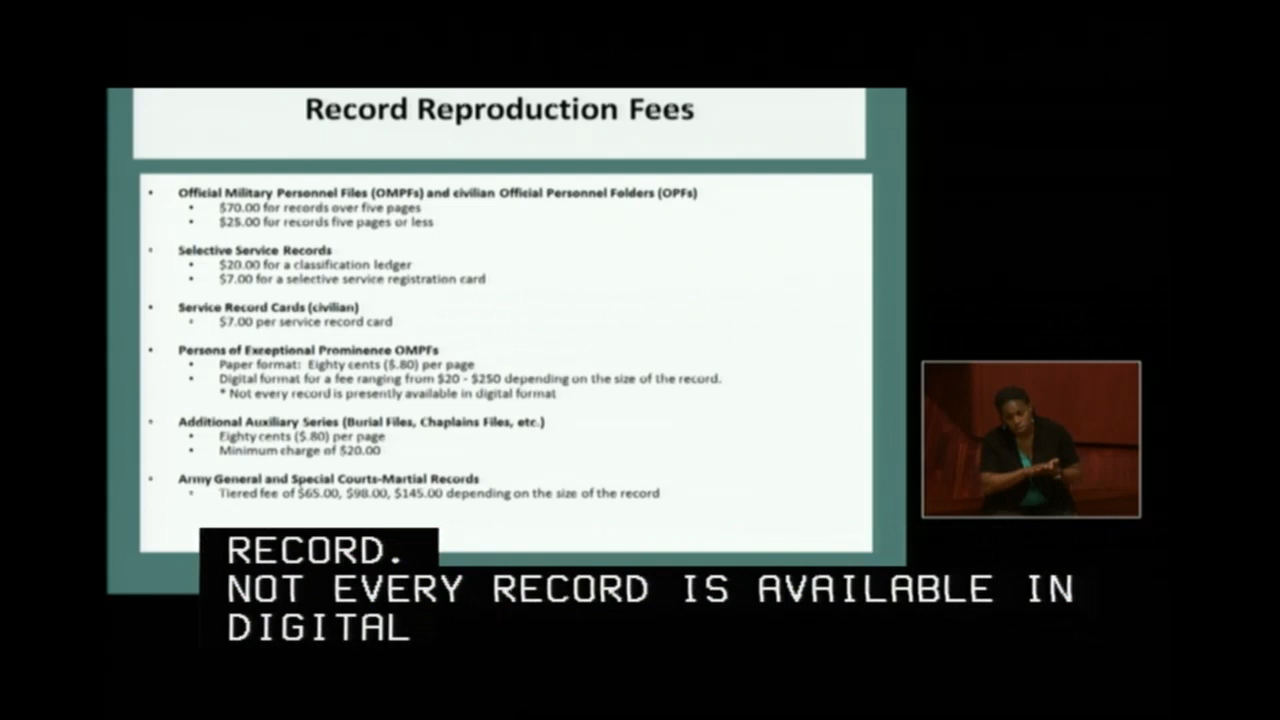 Record Reproduction Fees
• Official Military Personnel Files (OMPFs) and civilian Official Personnel Folders (OPFs)
• $70.00 for records over five pages
• $25.00 for records five pages or less
• Selective Service Records
• $20.00 for a classification ledger
• $7.00 for a selective service registration card
• Service Record Cards (civilian)
• $7.00 per service record card
• Persons of Exceptional Prominence OMPFs
• Paper format: Eighty cents ($.80) per page
• Digital format for a fee ranging from $20 - $250 depending on the size of the record.
* Not every record is presently available in digital format
• Additional Auxiliary Series (Burial Files, Chaplains Files, etc.)
• Eighty cents ($.80) per page
• Minimum charge of $20.00
• Army General and Special Courts-Martial Records
• Tiered fee of $65.00, $98.00, $145.00 depending on the size of the record
RECORD.
NOT EVERY RECORD IS AVAILABLE IN
DIGITAL